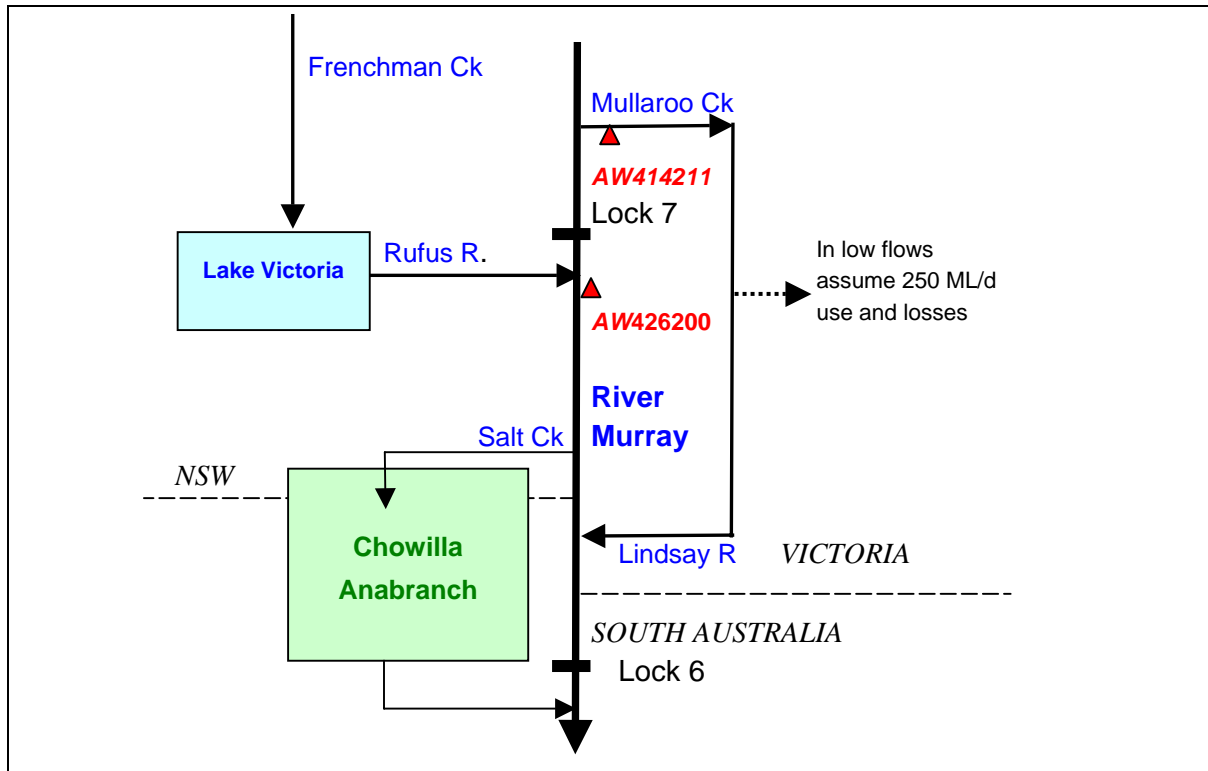 Frenchman Ck
Mullaroo Ck
AW414211
Lock 7
Lake Victoria
Rufus R.
In low flows
assume 250 ML/d
use and losses
AW426200
River
Murray
Salt Ck
NSW
Chowilla
Anabranch
Lindsay R
VICTORIA
SOUTH AUSTRALIA
Lock 6